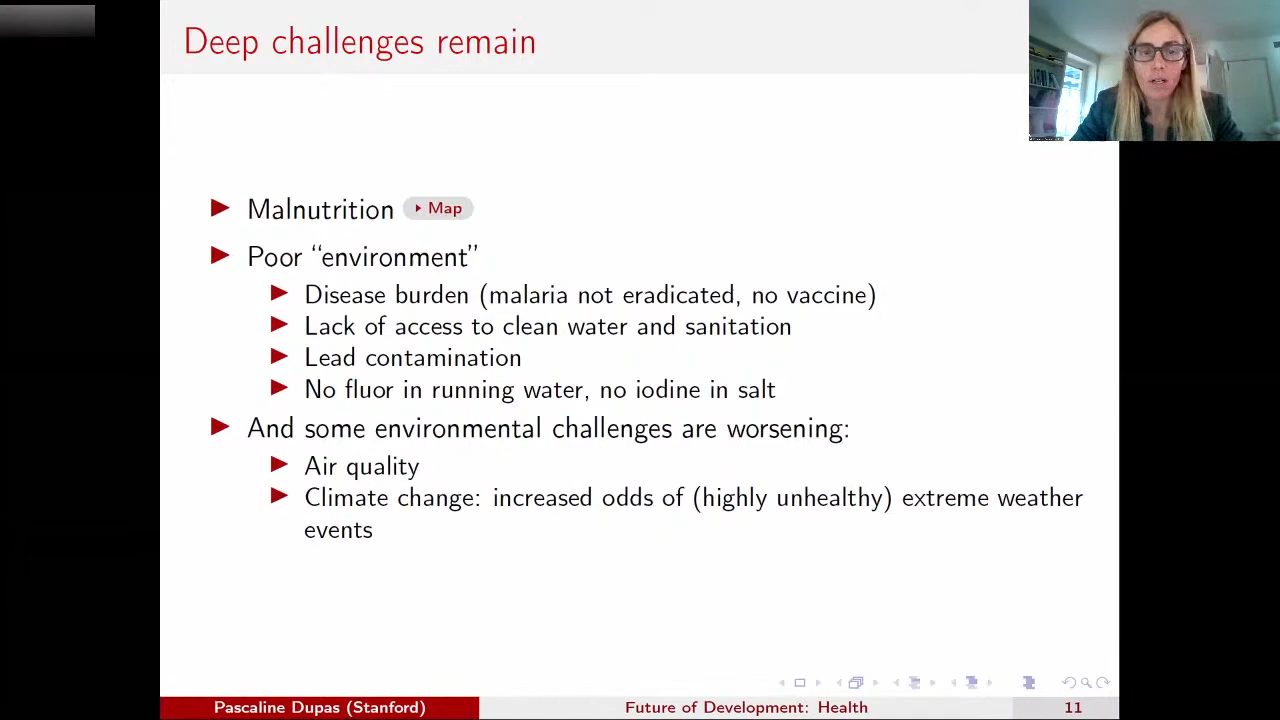 Deep challenges remain
Malnutrition Map
Poor “environment”
Disease burden (malaria not eradicated, no vaccine)
Lack of access to clean water and sanitation
Lead contamination
No fluor in running water, no iodine in salt
And some environmental challenges are worsening:
Air quality
Climate change: increased odds of (highly unhealthy) extreme weather
events
Pascaline Dupas (Stanford) Future of Development: Health 11